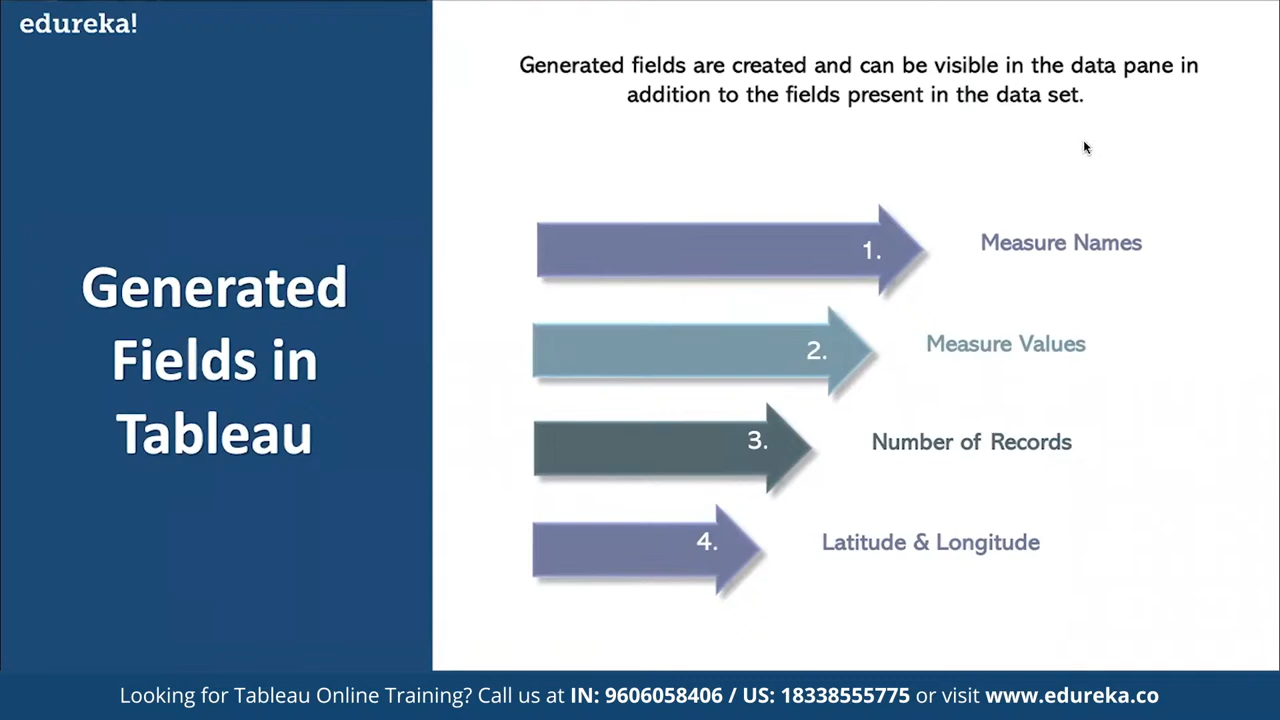 edureka!
Generated fields are created and can be visible in the data pane in
addition to the fields present in the data set.
Generated
Fields in
Tableau
1.
Measure Names
2.
Measure Values
3.
Number of Records
4.
Latitude & Longitude
Looking for Tableau Online Training? Call us at IN: 9606058406 / US: 18338555775 or visit www.edureka.co